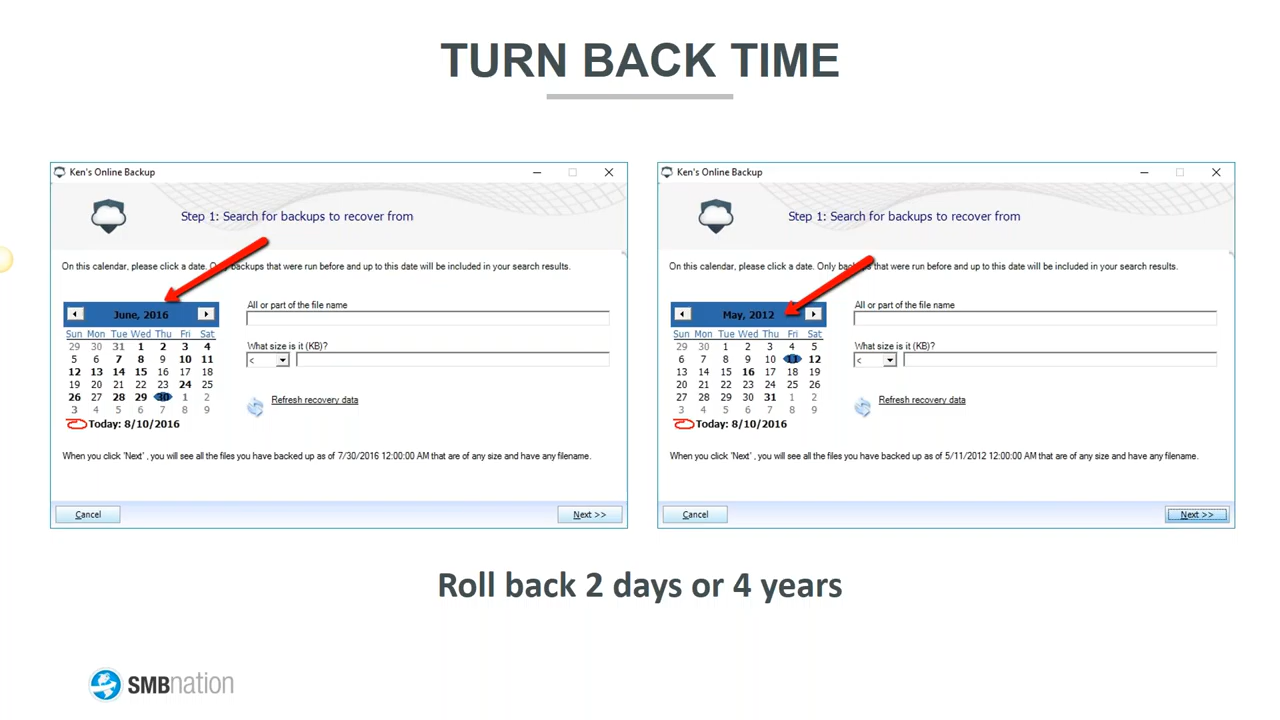 TURN BACK TIME
Ken's Online Backup
Step 1: Search for backups to recover from
On this calendar, please click a date. Only backups that were run before and up to this date will be included in your search results.
June, 2016
Sun Mon Tue Wed Thu Fri Sat
29 30 31 1 2 3 4
5 6 7 8 9 10 11
12 13 14 15 16 17 18
19 20 21 22 23 24 25
26 27 28 29 30 1 2
3 4 5 6 7 8 9
Today: 8/10/2016
All or part of the file name
What size is it (KB)?
<
Refresh recovery data
When you click 'Next' , you will see all the files you have backed up as of 7/30/2016 12:00:00 AM that are of any size and have any filename.
Cancel
Next >>
Ken's Online Backup
Step 1: Search for backups to recover from
On this calendar, please click a date. Only backups that were run before and up to this date will be included in your search results.
May, 2012
Sun Mon Tue Wed Thu Fri Sat
29 30 1 2 3 4 5
6 7 8 9 10 11 12
13 14 15 16 17 18 19
20 21 22 23 24 25 26
27 28 29 30 31 1 2
3 4 5 6 7 8 9
Today: 8/10/2016
All or part of the file name
What size is it (KB)?
<
Refresh recovery data
When you click 'Next' , you will see all the files you have backed up as of 5/11/2012 12:00:00 AM that are of any size and have any filename.
Cancel
Next >>
Roll back 2 days or 4 years
SMBnation